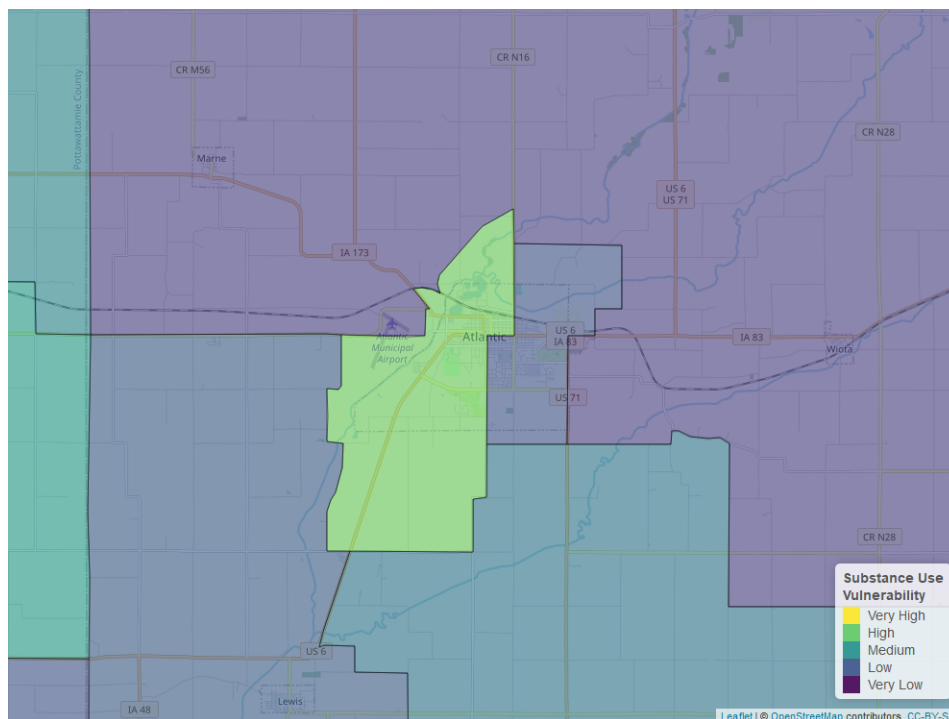 CR M56
CR N16
Pottawattamie County
CR N28
Marne
US 6
US 71
IA 173
Atlantic
Municipal
Airport
Atlantic
US 6
IA 83
IA 83
Wiota
US 71
CR N28
Substance Use
Vulnerability
Very High
High
Medium
Low
Very Low
US 6
Lewis
IA 48
Leaflet | © OpenStreetMap contributors, CC-BY-S